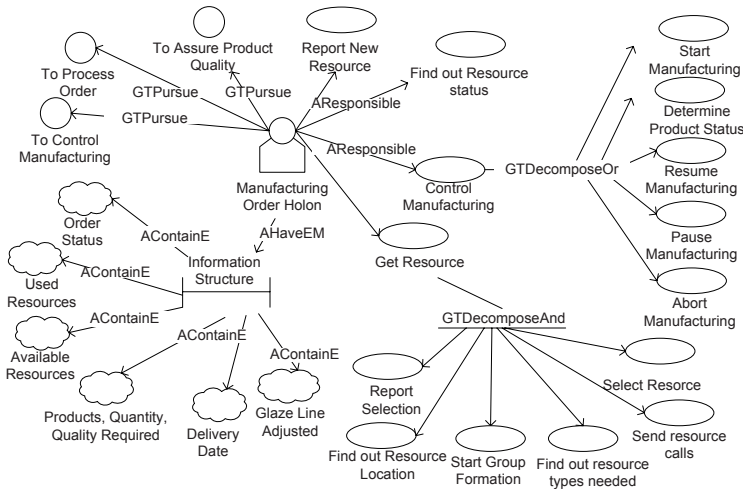 To Process
Order
To Assure Product
Quality
Report New
Resource
Find out Resource
status
Start
Manufacturing
GTPursue
GTPursue
GTPursue
AResponsible
AResponsible
To Control
Manufacturing
Determine
Product Status
Resume
Manufacturing
Pause
Manufacturing
Abort
Manufacturing
GTDecomposeOr
Control
Manufacturing
Manufacturing
Order Holon
AHaveEM
Get Resource
Order
Status
AContainE
Information
Structure
Used
Resources
AContainE
Available
Resources
AContainE
Products, Quantity,
Quality Required
Delivery
Date
AContainE
Glaze Line
Adjusted
GTDecomposeAnd
Report
Selection
Select Resorce
Send resource
calls
Find out Resource
Location
Start Group
Formation
Find out resource
types needed